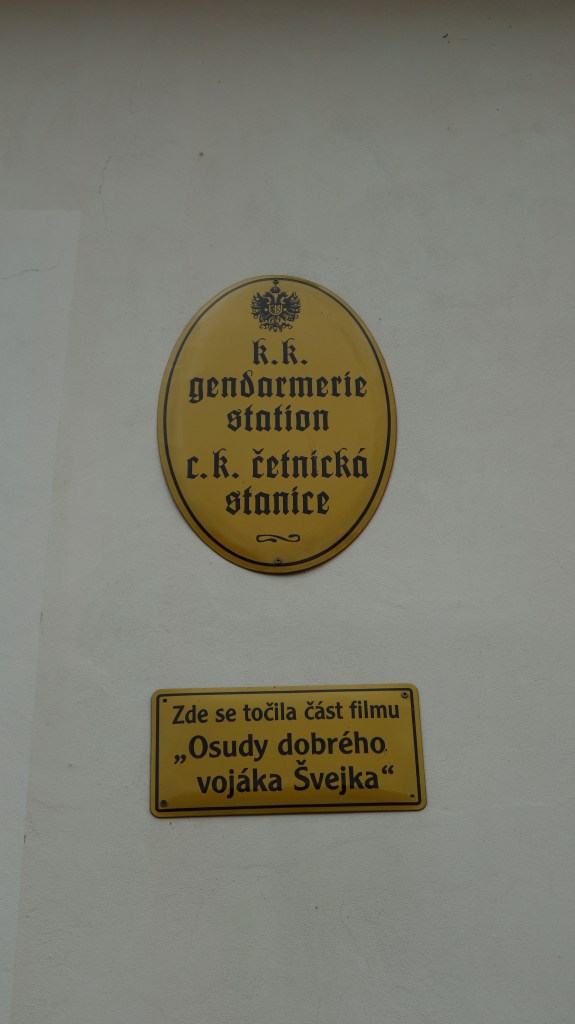 k.k.
gendarmerie
station
c.k. četnická
stanice
Zde se točila část filmu
„Osudy dobrého
vojáka Švejka“